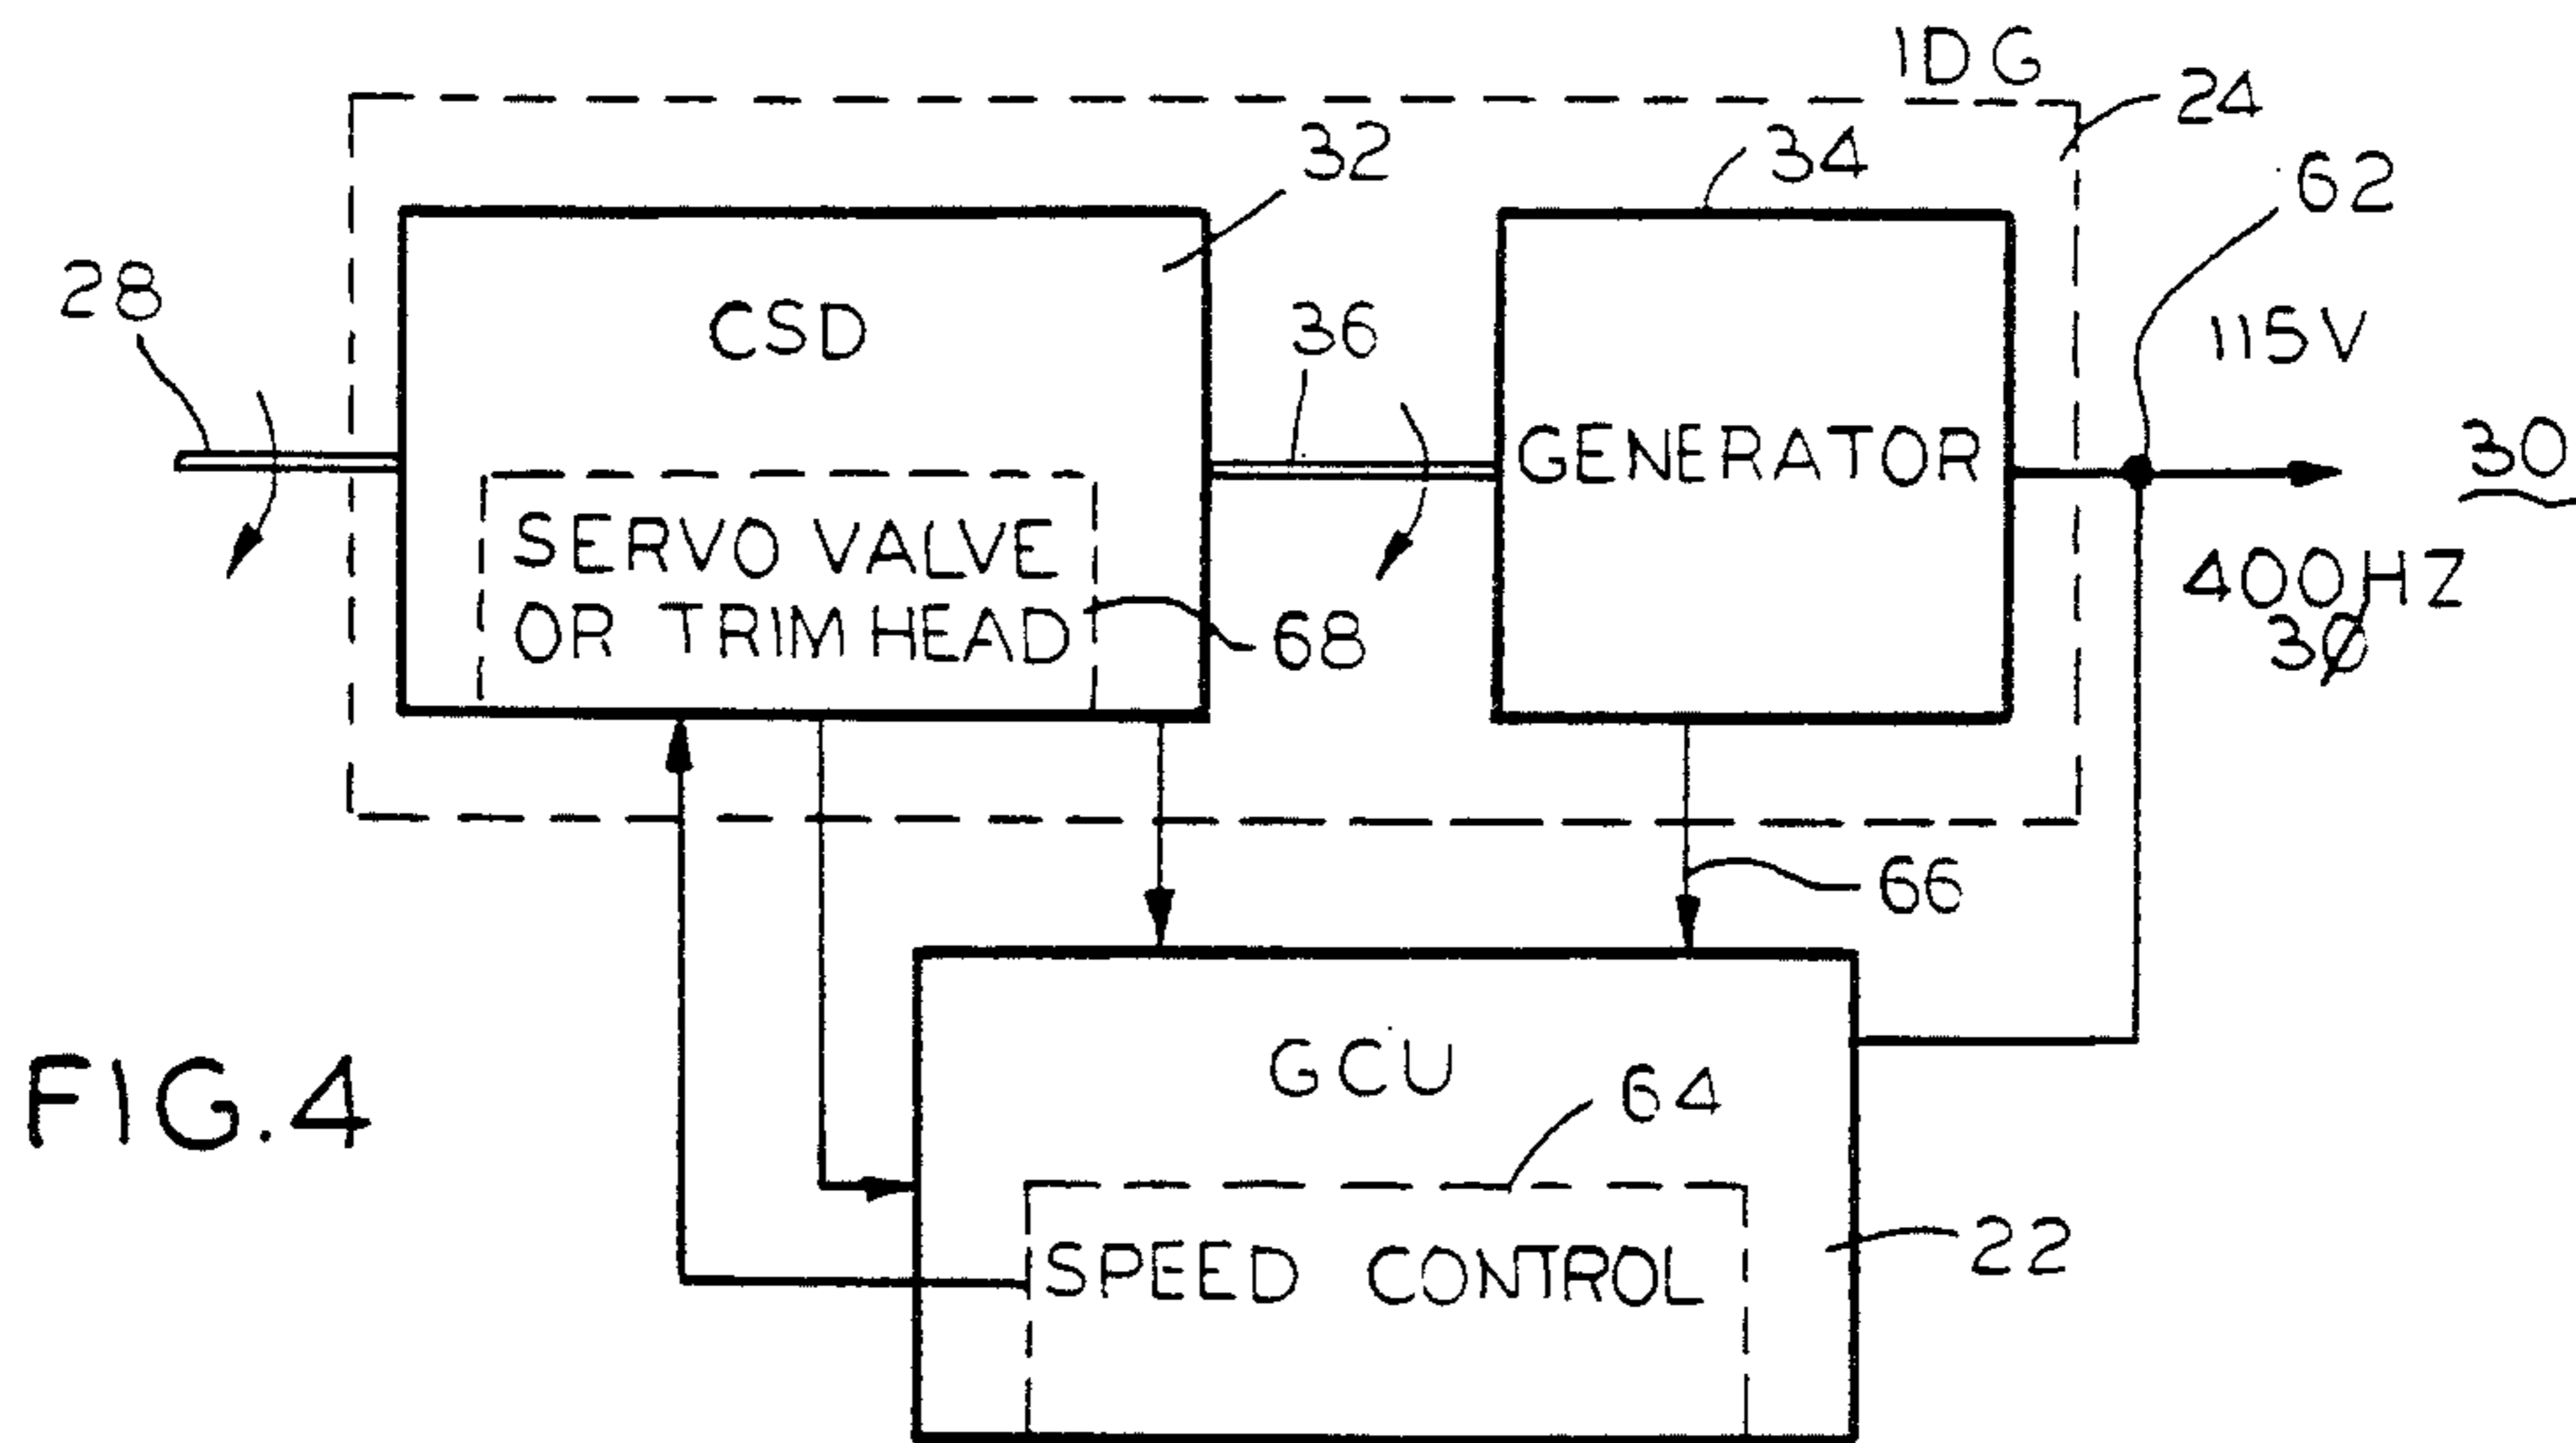 IDG
24
32
34
62
28
CSD
36
115V
GENERATOR
30
SERVO VALVE
OR TRIM HEAD
68
400HZ
3ø
66
GCU
64
FIG.4
SPEED CONTROL
22